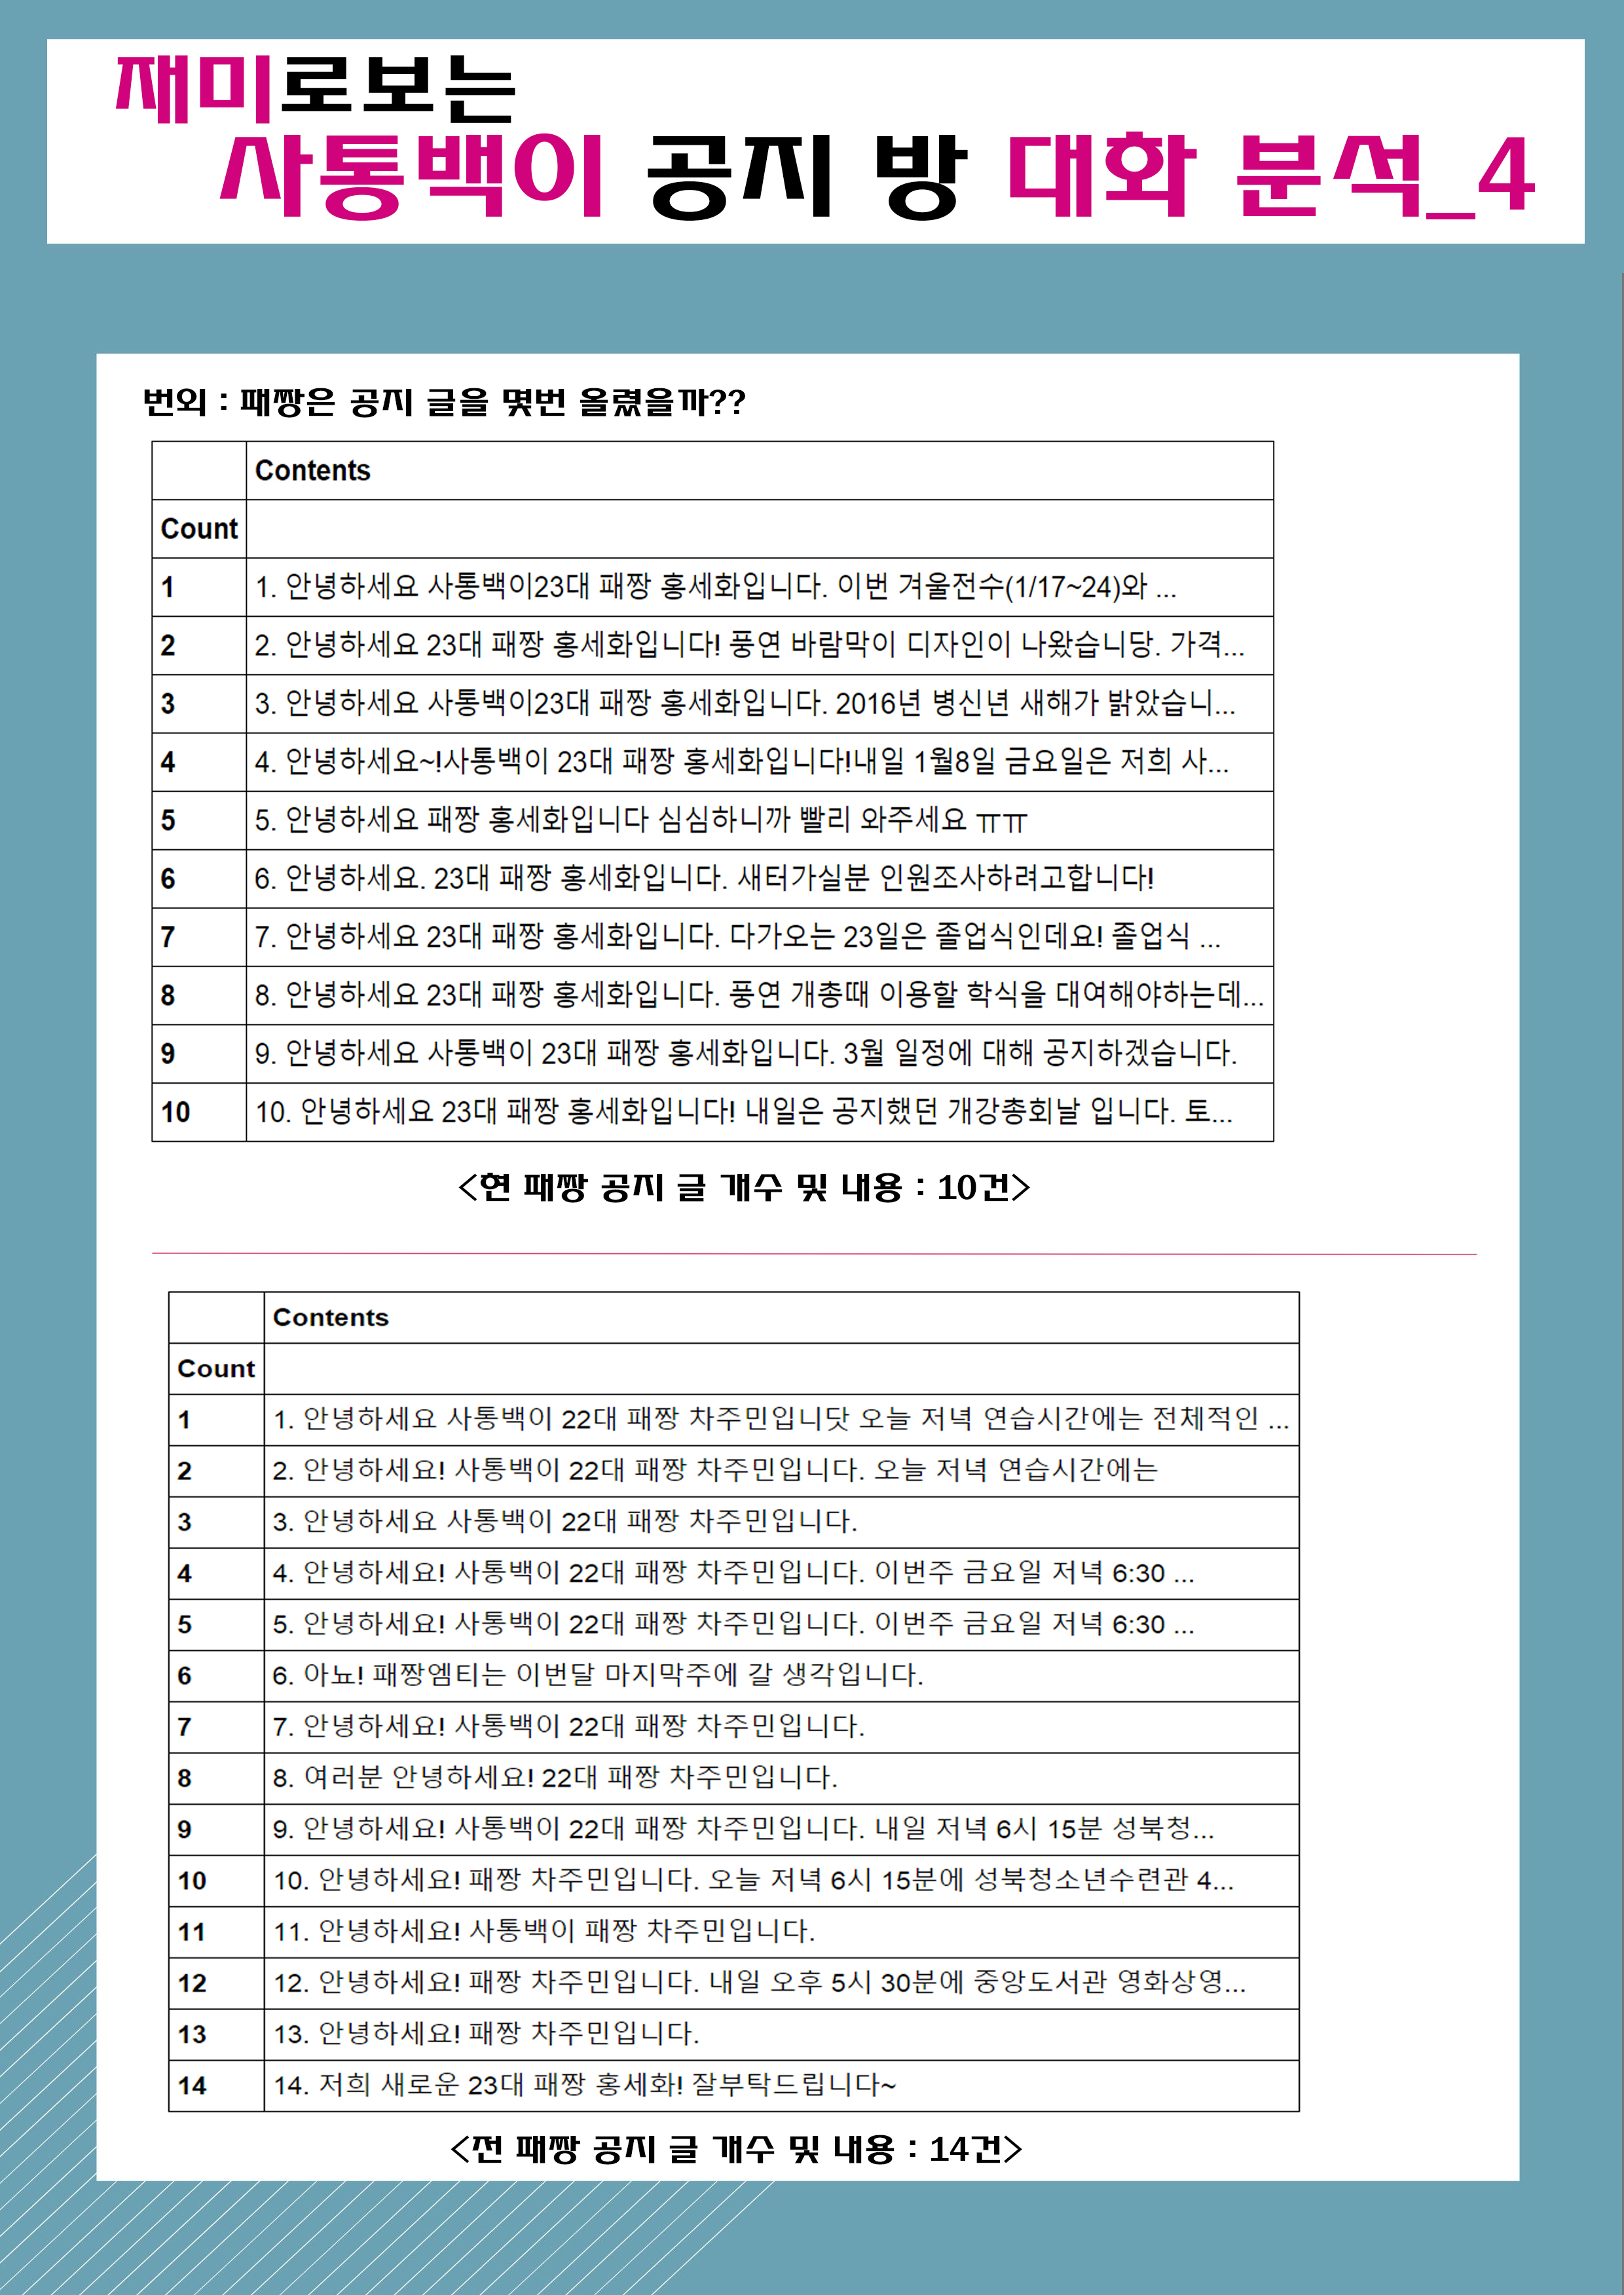 재미로보는
사통백이 공지 방 대화 분석_4
번외 : 패짱은 공지 글을 몇번 올렸을까??
Contents
Count
1 1. 안녕하세요 사통백이23대 패짱 홍세화입니다. 이번 겨울전수(1/17~24)와 ...
2 2. 안녕하세요 23대 패짱 홍세화입니다! 풍연 바람막이 디자인이 나왔습니당. 가격...
3 3. 안녕하세요 사통백이23대 패짱 홍세화입니다. 2016년 병신년 새해가 밝았습니...
4 4. 안녕하세요~!사통백이 23대 패짱 홍세화입니다!내일 1월8일 금요일은 저희 사...
5 5. 안녕하세요 패짱 홍세화입니다 심심하니까 빨리 와주세요 ㅠㅠ
6 6. 안녕하세요. 23대 패짱 홍세화입니다. 새터가실분 인원조사하려고합니다!
7 7. 안녕하세요 23대 패짱 홍세화입니다. 다가오는 23일은 졸업식인데요! 졸업식 ...
8 8. 안녕하세요 23대 패짱 홍세화입니다. 풍연 개총때 이용할 학식을 대여해야하는데...
9 9. 안녕하세요 사통백이 23대 패짱 홍세화입니다. 3월 일정에 대해 공지하겠습니다.
10 10. 안녕하세요 23대 패짱 홍세화입니다! 내일은 공지했던 개강총회날 입니다. 토...
<현 패짱 공지 글 개수 및 내용 : 10건>
Contents
Count
1 1. 안녕하세요 사통백이 22대 패짱 차주민입니닷 오늘 저녁 연습시간에는 전체적인 ...
2 2. 안녕하세요! 사통백이 22대 패짱 차주민입니다. 오늘 저녁 연습시간에는
3 3. 안녕하세요 사통백이 22대 패짱 차주민입니다.
4 4. 안녕하세요! 사통백이 22대 패짱 차주민입니다. 이번주 금요일 저녁 6:30 ...
5 5. 안녕하세요! 사통백이 22대 패짱 차주민입니다. 이번주 금요일 저녁 6:30 ...
6 6. 아뇨! 패짱엠티는 이번달 마지막주에 갈 생각입니다.
7 7. 안녕하세요! 사통백이 22대 패짱 차주민입니다.
8 8. 여러분 안녕하세요! 22대 패짱 차주민입니다.
9 9. 안녕하세요! 사통백이 22대 패짱 차주민입니다. 내일 저녁 6시 15분 성북청...
10 10. 안녕하세요! 패짱 차주민입니다. 오늘 저녁 6시 15분에 성북청소년수련관 4...
11 11. 안녕하세요! 사통백이 패짱 차주민입니다.
12 12. 안녕하세요! 패짱 차주민입니다. 내일 오후 5시 30분에 중앙도서관 영화상영...
13 13. 안녕하세요! 패짱 차주민입니다.
14 14. 저희 새로운 23대 패짱 홍세화! 잘부탁드립니다~
<전 패짱 공지 글 개수 및 내용 : 14건>